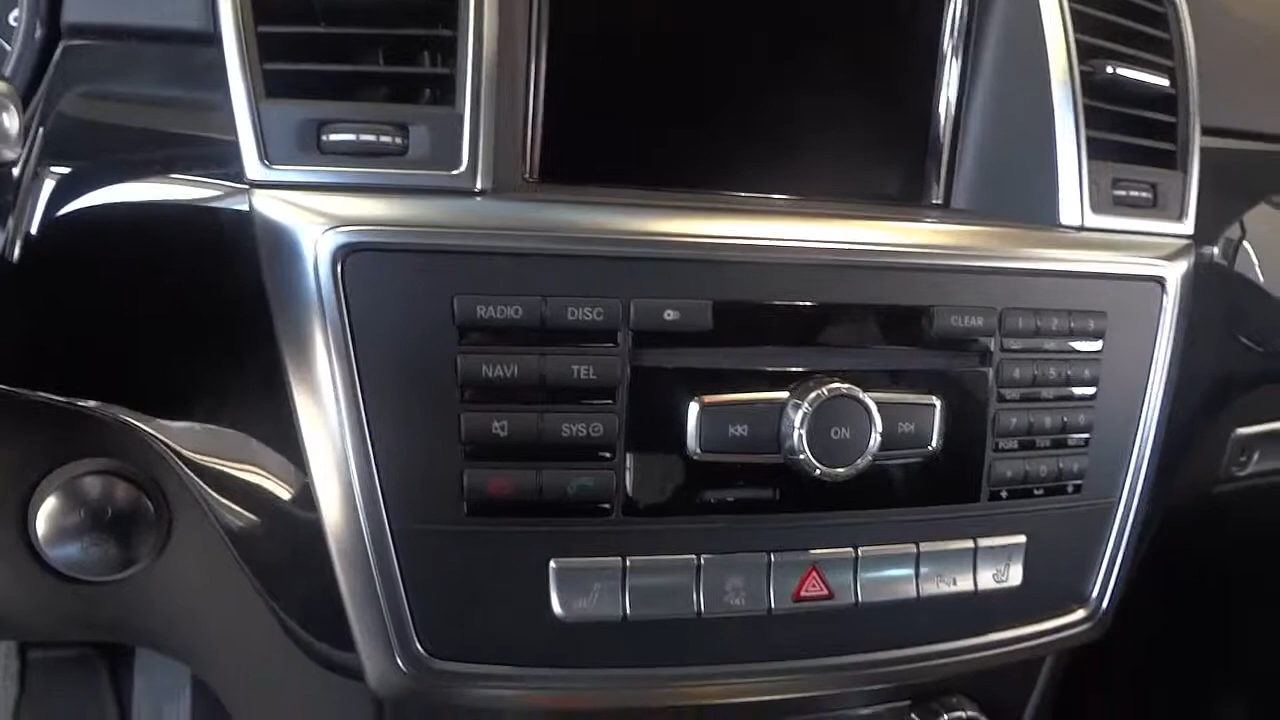 RADIO DISC
CLEAR 1 2 3
NAVI TEL
4 5 6
SYS
ON
7 8 9
0